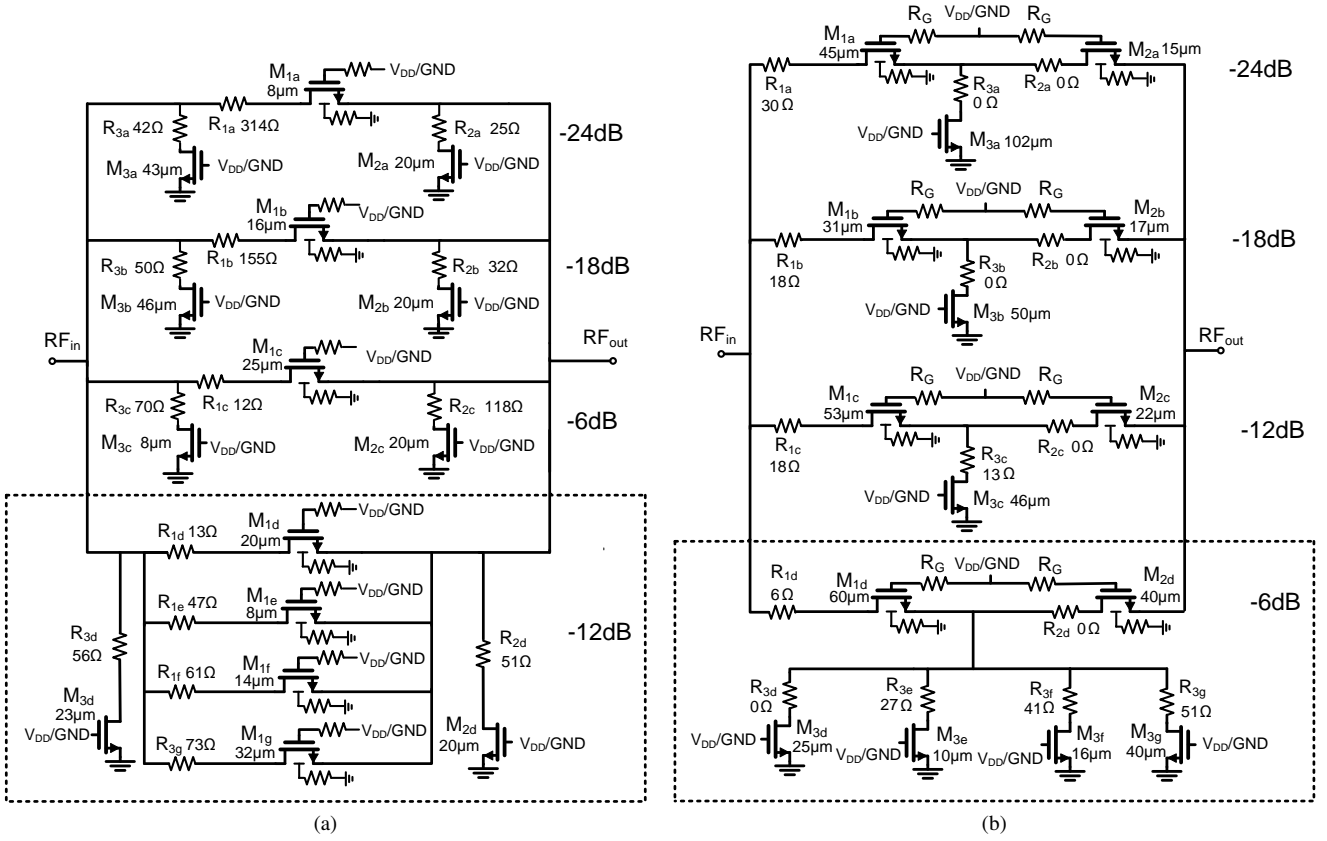 M1a
8µm
VDD/GND
R3a 42Ω
R1a 314Ω
R2a 25Ω
-24dB
M3a 43µm
VDD/GND
M2a 20µm
VDD/GND
M1b
16µm
VDD/GND
R3b 50Ω
R1b
155Ω
R2b 32Ω
-18dB
M3b 46µm
VDD/GND
M2b 20µm
VDD/GND
RFin
RFout
M1c
25µm
VDD/GND
R3c 70Ω
R1c 12Ω
R2c 118Ω
-6dB
M3c 8µm
VDD/GND
M2c 20µm
VDD/GND
R1d 13Ω
M1d
20µm
VDD/GND
R1e 47Ω
M1e
8µm
VDD/GND
-12dB
R3d
56Ω
R2d
51Ω
R1f 61Ω
M1f
14µm
VDD/GND
M3d
23µm
VDD/GND
R3g 73Ω
M1g
32µm
VDD/GND
M2d
20µm
VDD/GND
(a)
RG
VDD/GND
RG
M1a
45µm
M2a 15µm
-24dB
R1a
30Ω
R3a
0Ω
R2a 0Ω
VDD/GND
M3a 102µm
RG
VDD/GND
RG
M1b
31µm
M2b
17µm
-18dB
R1b
18Ω
R3b
0Ω
R2b 0Ω
VDD/GND
M3b 50µm
RFin
RFout
RG
VDD/GND
RG
M1c
53µm
M2c
22µm
-12dB
R1c
18Ω
R3c
13Ω
R2c 0Ω
VDD/GND
M3c 46µm
RG
VDD/GND
RG
R1d
6Ω
M1d
60µm
M2d
40µm
-6dB
R2d 0Ω
R3d
0Ω
R3e
27Ω
R3f
41Ω
R3g
51Ω
VDD/GND
M3d
25µm
VDD/GND
M3e
10µm
VDD/GND
M3f
16µm
M3g
40µm
VDD/GND
(b)